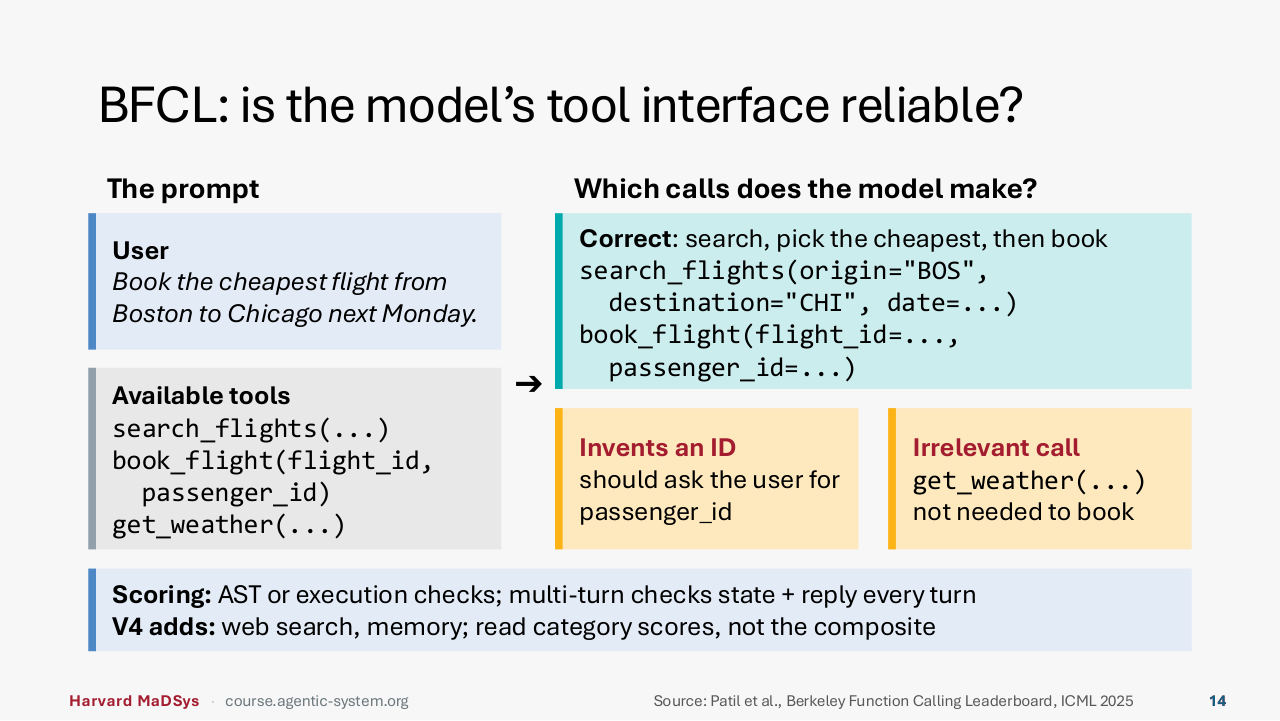 BFCL: is the model’s tool interface reliable?
The prompt
User
Book the cheapest flight from
Boston to Chicago next Monday.
Available tools
search_flights(...)
book_flight(flight_id,
passenger_id)
get_weather(...)
➔
Which calls does the model make?
Correct: search, pick the cheapest, then book
search_flights(origin="BOS",
destination="CHI", date=...)
book_flight(flight_id=...,
passenger_id=...)
Invents an ID
should ask the user for
passenger_id
Irrelevant call
get_weather(...)
not needed to book
Scoring: AST or execution checks; multi-turn checks state + reply every turn
V4 adds: web search, memory; read category scores, not the composite
Harvard MaDSys · course.agentic-system.org
Source: Patil et al., Berkeley Function Calling Leaderboard, ICML 2025
14